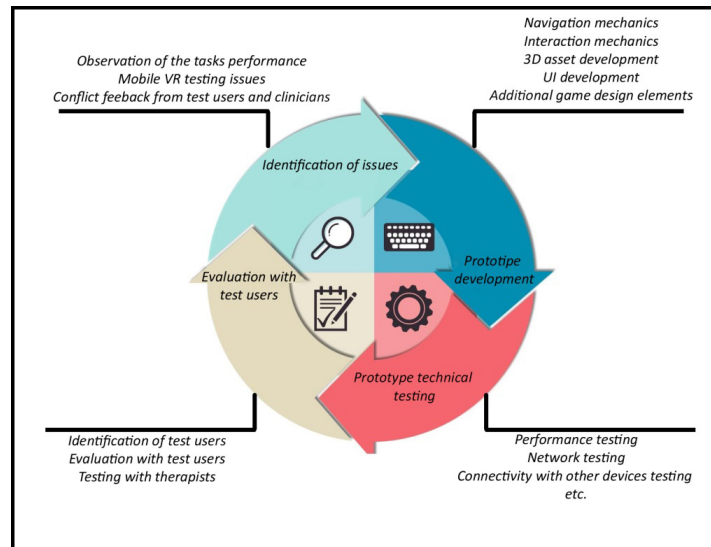 Observation of the tasks performance
Mobile VR testing issues
Conflict feeback from test users and clinicians
Navigation mechanics
Interaction mechanics
3D asset development
UI development
Additional game design elements
Identification of issues
Prototipe
development
Evaluation with
test users
Prototype technical
testing
Identification of test users
Evaluation with test users
Testing with therapists
Performance testing
Network testing
Connectivity with other devices testing
etc.